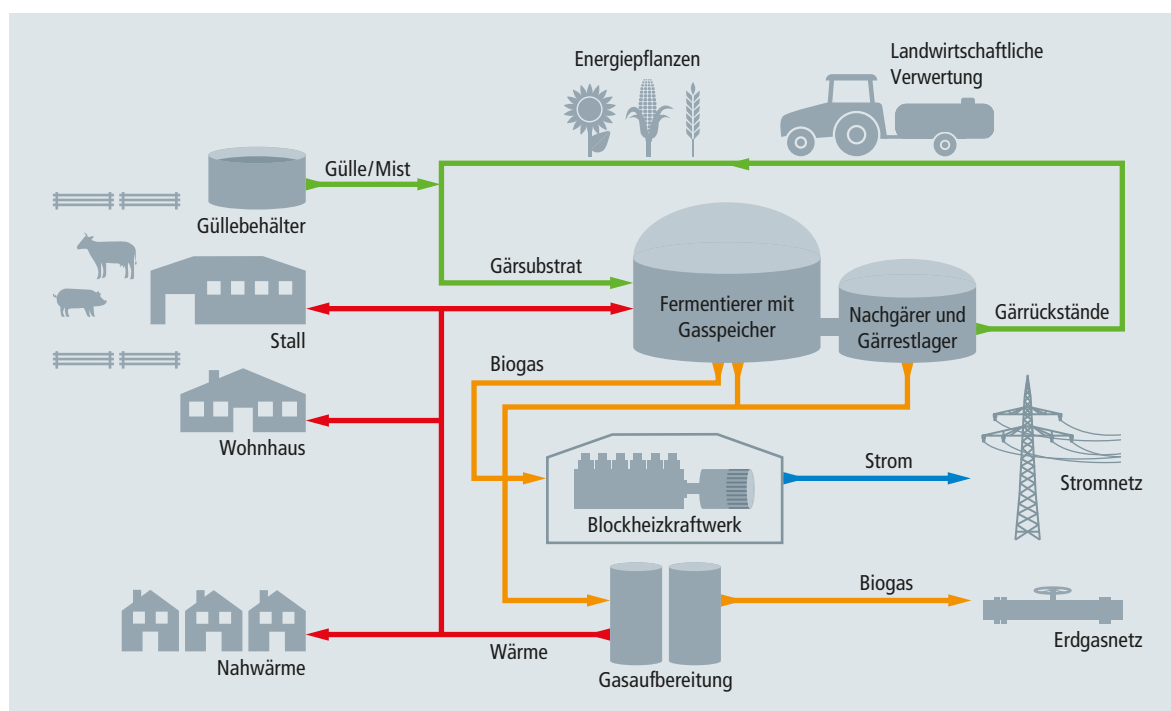 Energiepflanzen
Landwirtschaftliche
Verwertung
Gülle/Mist
Güllebehälter
Gärsubstrat
Stall
Fermentierer mit
Gasspeicher
Nachgärer und
Gärrestlager
Gärrückstände
Biogas
Wohnhaus
Strom
Stromnetz
Blockheizkraftwerk
Biogas
Erdgasnetz
Wärme
Nahwärme
Gasaufbereitung